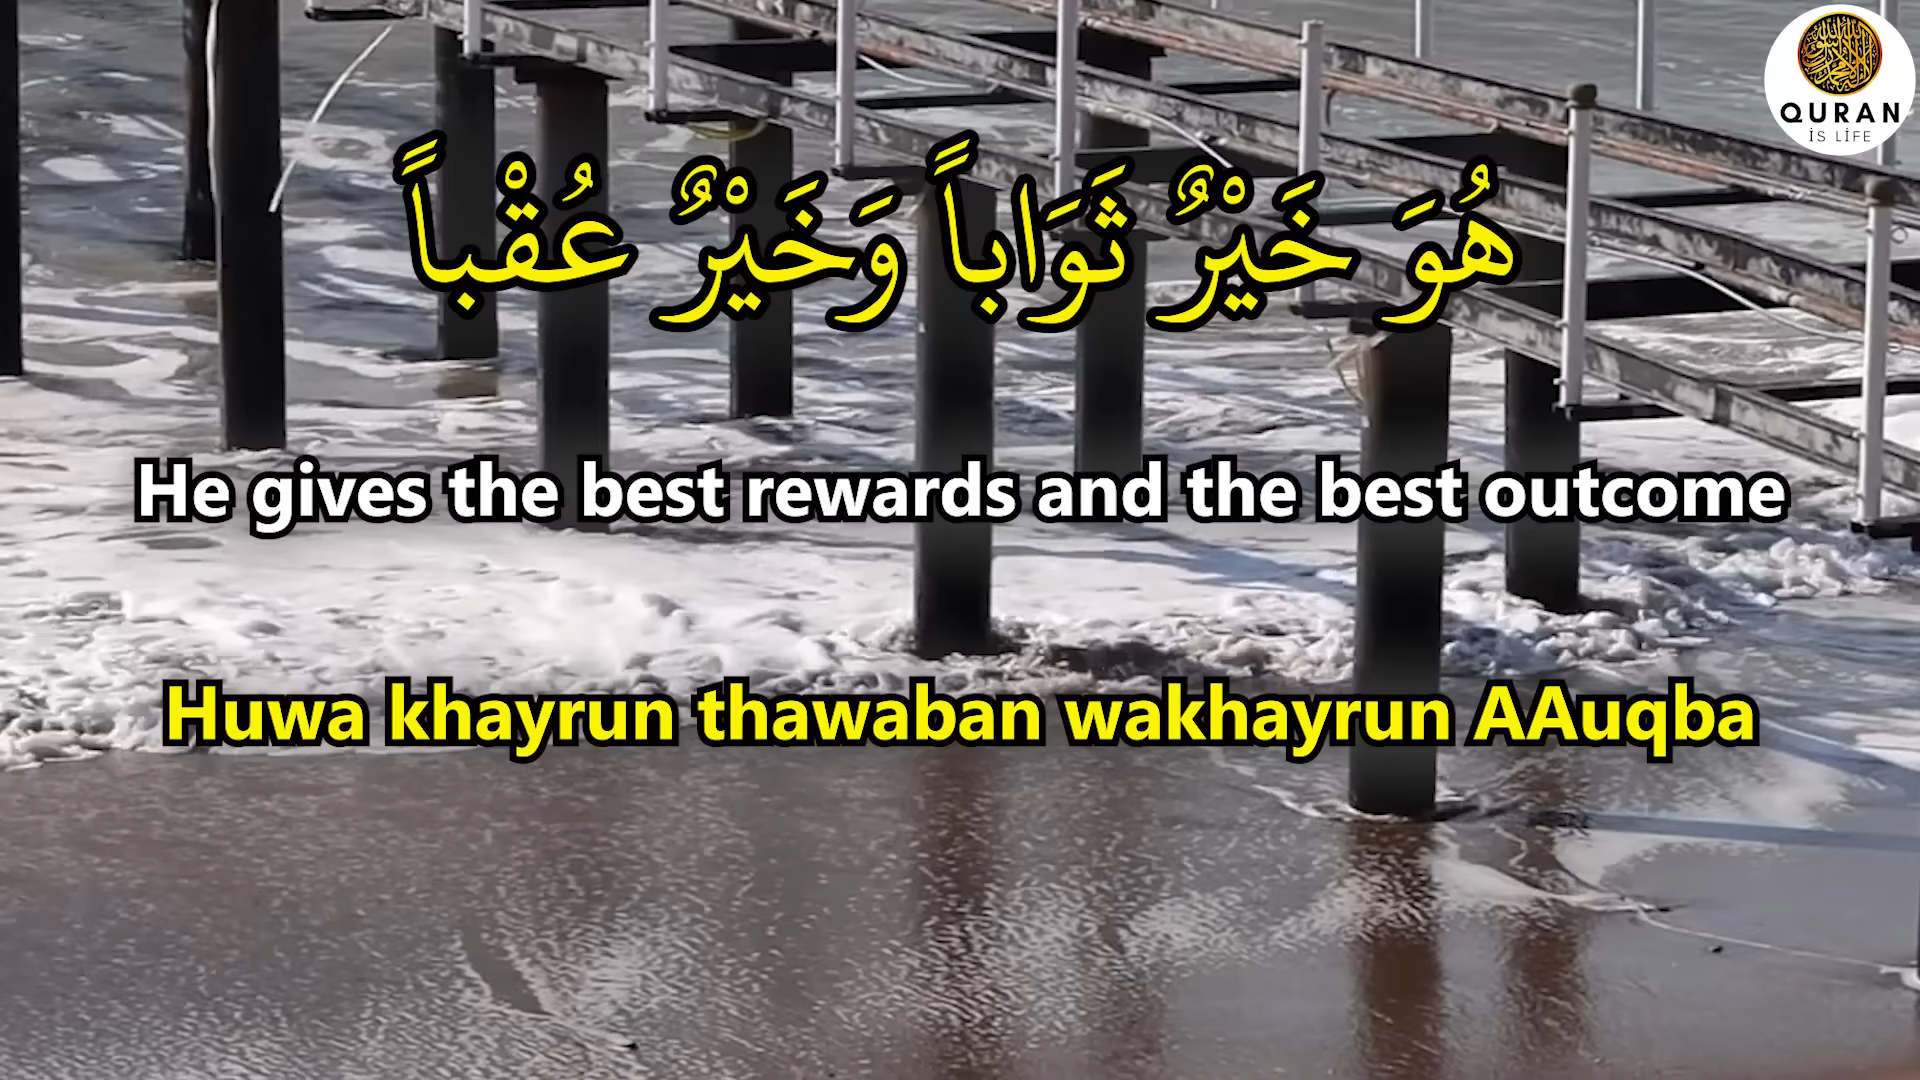 QURAN
İS LİFE
هُوَ خَيْرٌ ثَوَاباً وَخَيْرٌ عُقْباً
He gives the best rewards and the best outcome
Huwa khayrun thawaban wakhayrun AAuqba